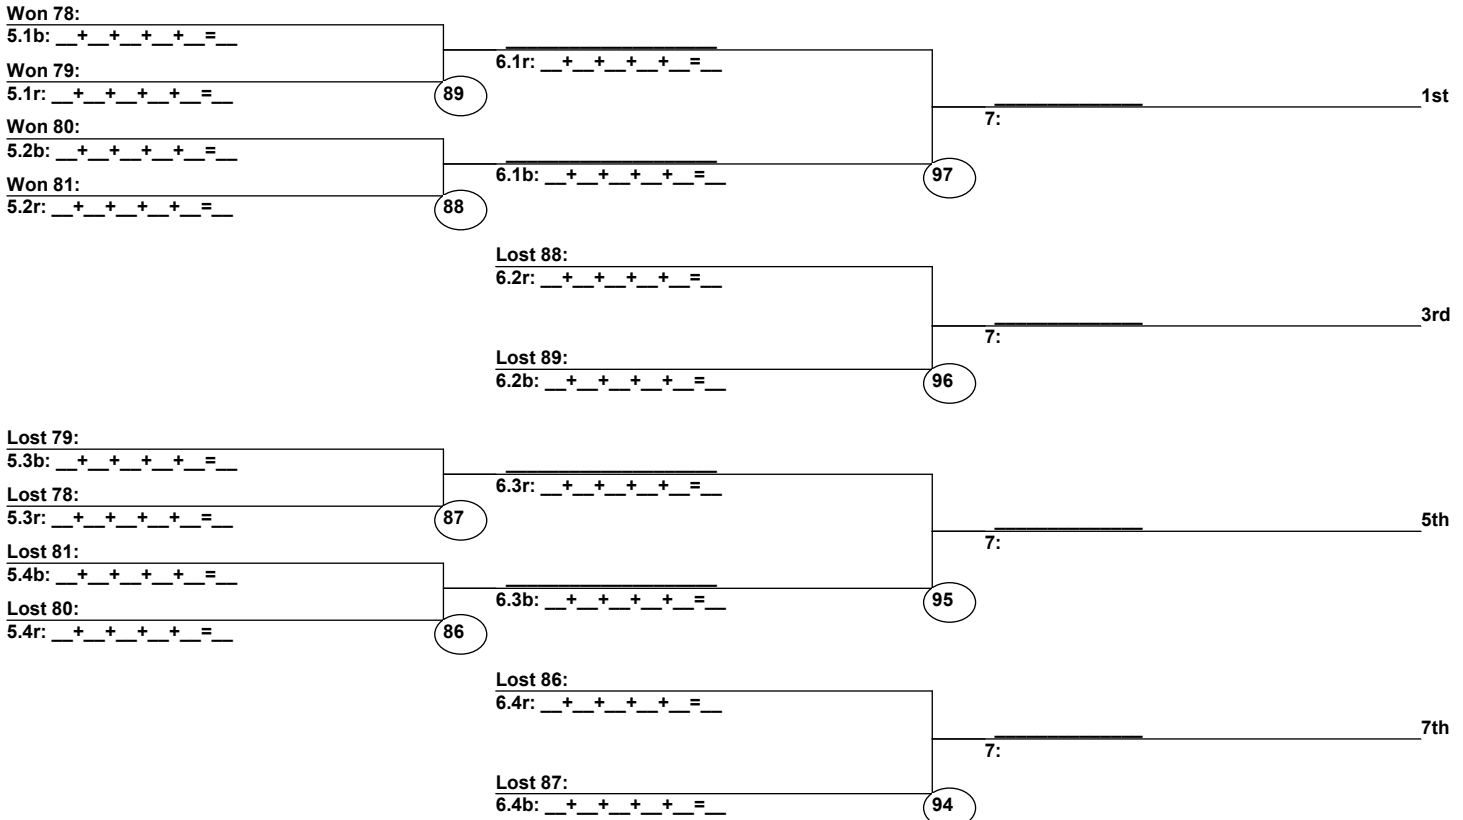 Won 78:
5.1b: __+__+__+__+__=__
Won 79:
5.1r: __+__+__+__+__=__
89
Won 80:
5.2b: __+__+__+__+__=__
Won 81:
5.2r: __+__+__+__+__=__
88
____________________
6.1r: __+__+__+__+__=__
____________________
6.1b: __+__+__+__+__=__
97
______________
7:
1st
Lost 88:
6.2r: __+__+__+__+__=__
Lost 89:
6.2b: __+__+__+__+__=__
96
______________
7:
3rd
Lost 79:
5.3b: __+__+__+__+__=__
Lost 78:
5.3r: __+__+__+__+__=__
87
Lost 81:
5.4b: __+__+__+__+__=__
Lost 80:
5.4r: __+__+__+__+__=__
86
____________________
6.3r: __+__+__+__+__=__
____________________
6.3b: __+__+__+__+__=__
95
______________
7:
5th
Lost 86:
6.4r: __+__+__+__+__=__
Lost 87:
6.4b: __+__+__+__+__=__
94
______________
7:
7th